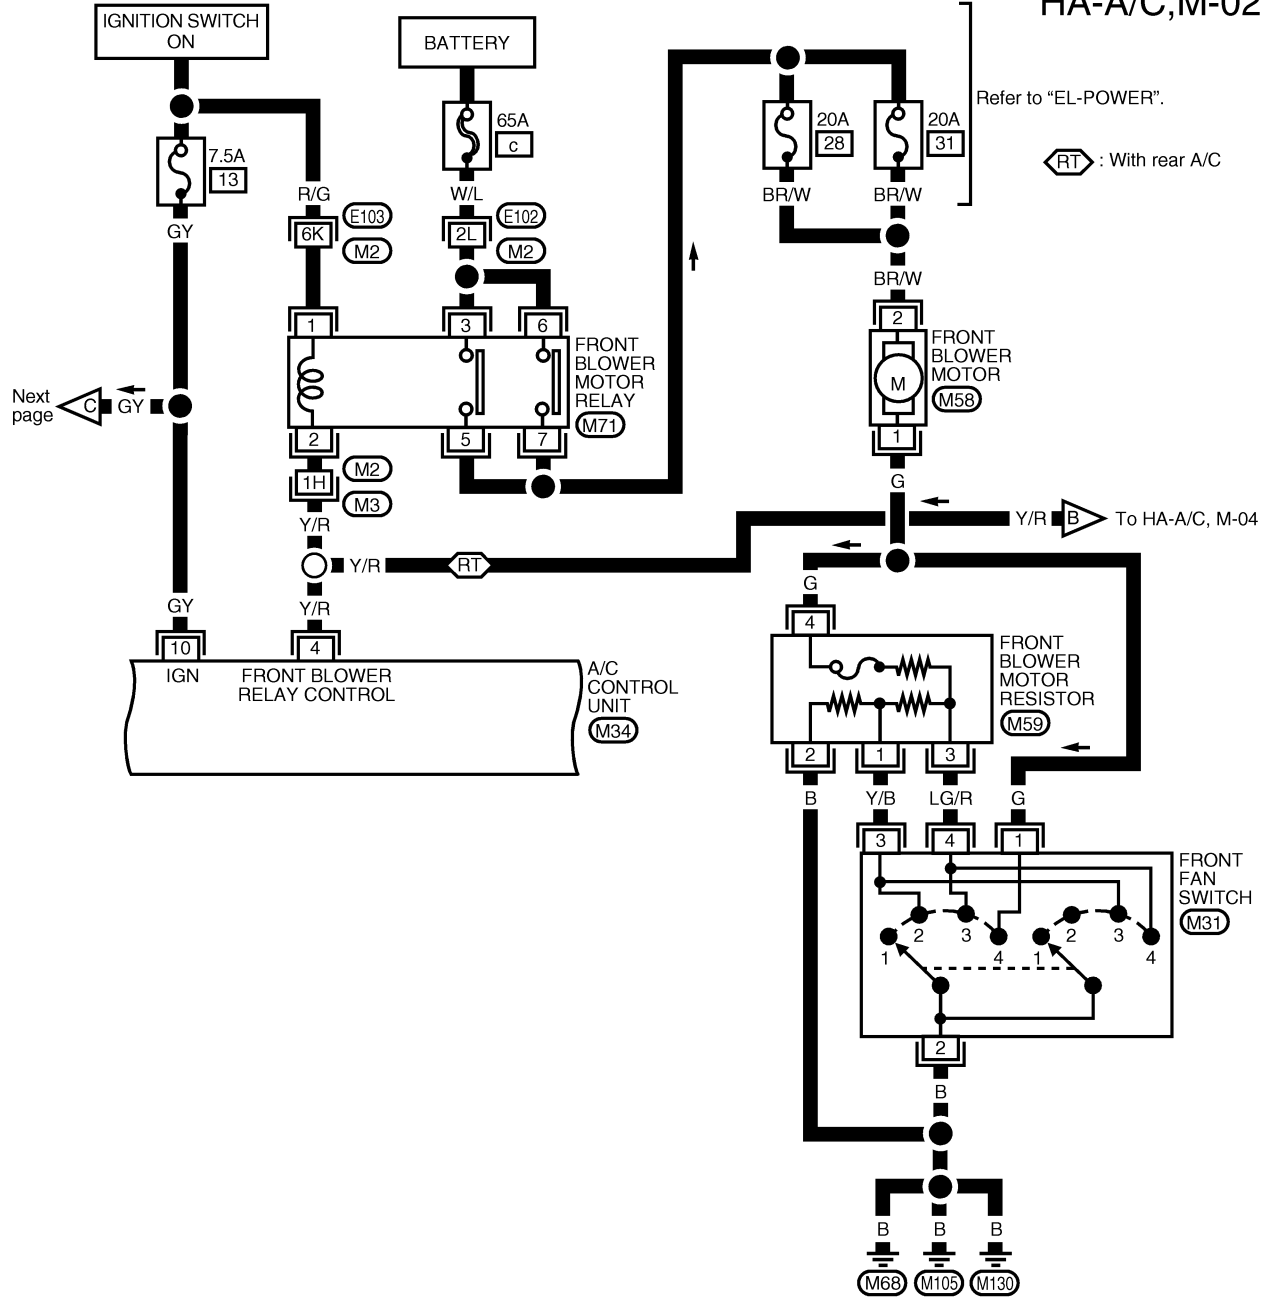 HA-A/C,M-02
IGNITION SWITCH
ON
BATTERY
Refer to “EL-POWER”.
65A
c
20A
28
20A
31
7.5A
13
RT : With rear A/C
R/G
W/L
BR/W
BR/W
GY
6K
E103
M2
2L
E102
M2
BR/W
1
3
6
2
FRONT
BLOWER
MOTOR
RELAY
M71
FRONT
BLOWER
MOTOR
M58
M
Next
page
C
GY
2
5
7
1
1H
M2
M3
G
Y/R
Y/R
B
To HA-A/C, M-04
Y/R
RT
G
GY
Y/R
10
4
4
IGN
FRONT BLOWER
RELAY CONTROL
A/C
CONTROL
UNIT
M34
FRONT
BLOWER
MOTOR
RESISTOR
M59
2
1
3
B
Y/B
LG/R
G
3
4
1
FRONT
FAN
SWITCH
M31
1
2
3
4
1
2
3
4
2
B
B
B
B
M68
M105
M130